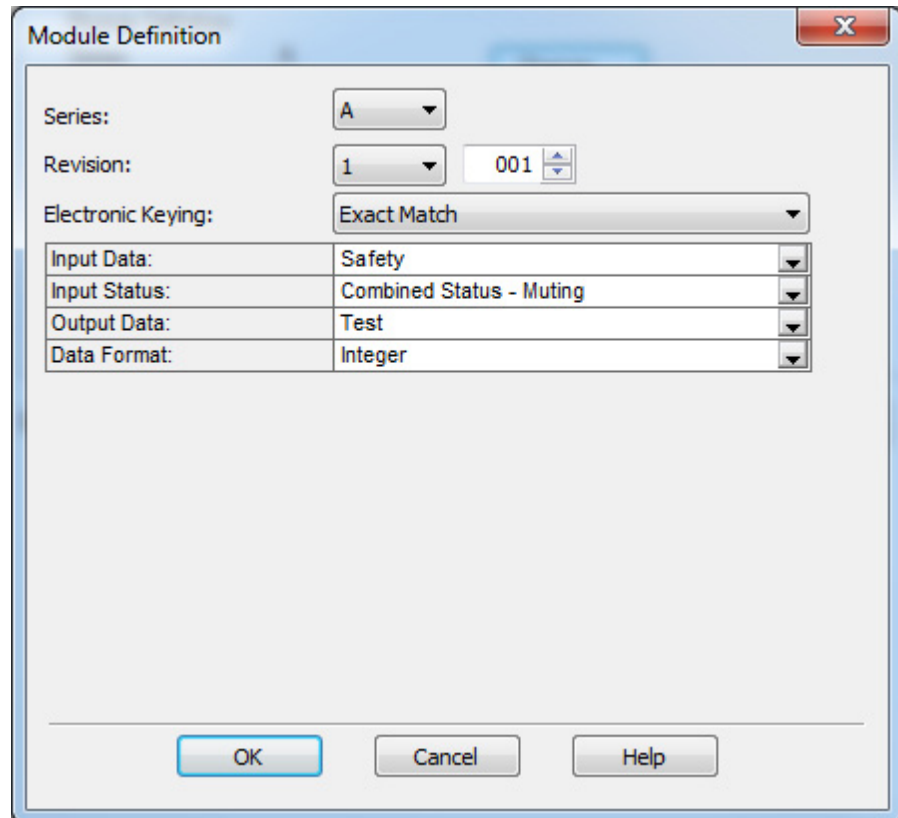 Module Definition
Series: A
Revision: 1 001
Electronic Keying: Exact Match
Input Data: Safety
Input Status: Combined Status - Muting
Output Data: Test
Data Format: Integer
OK Cancel Help